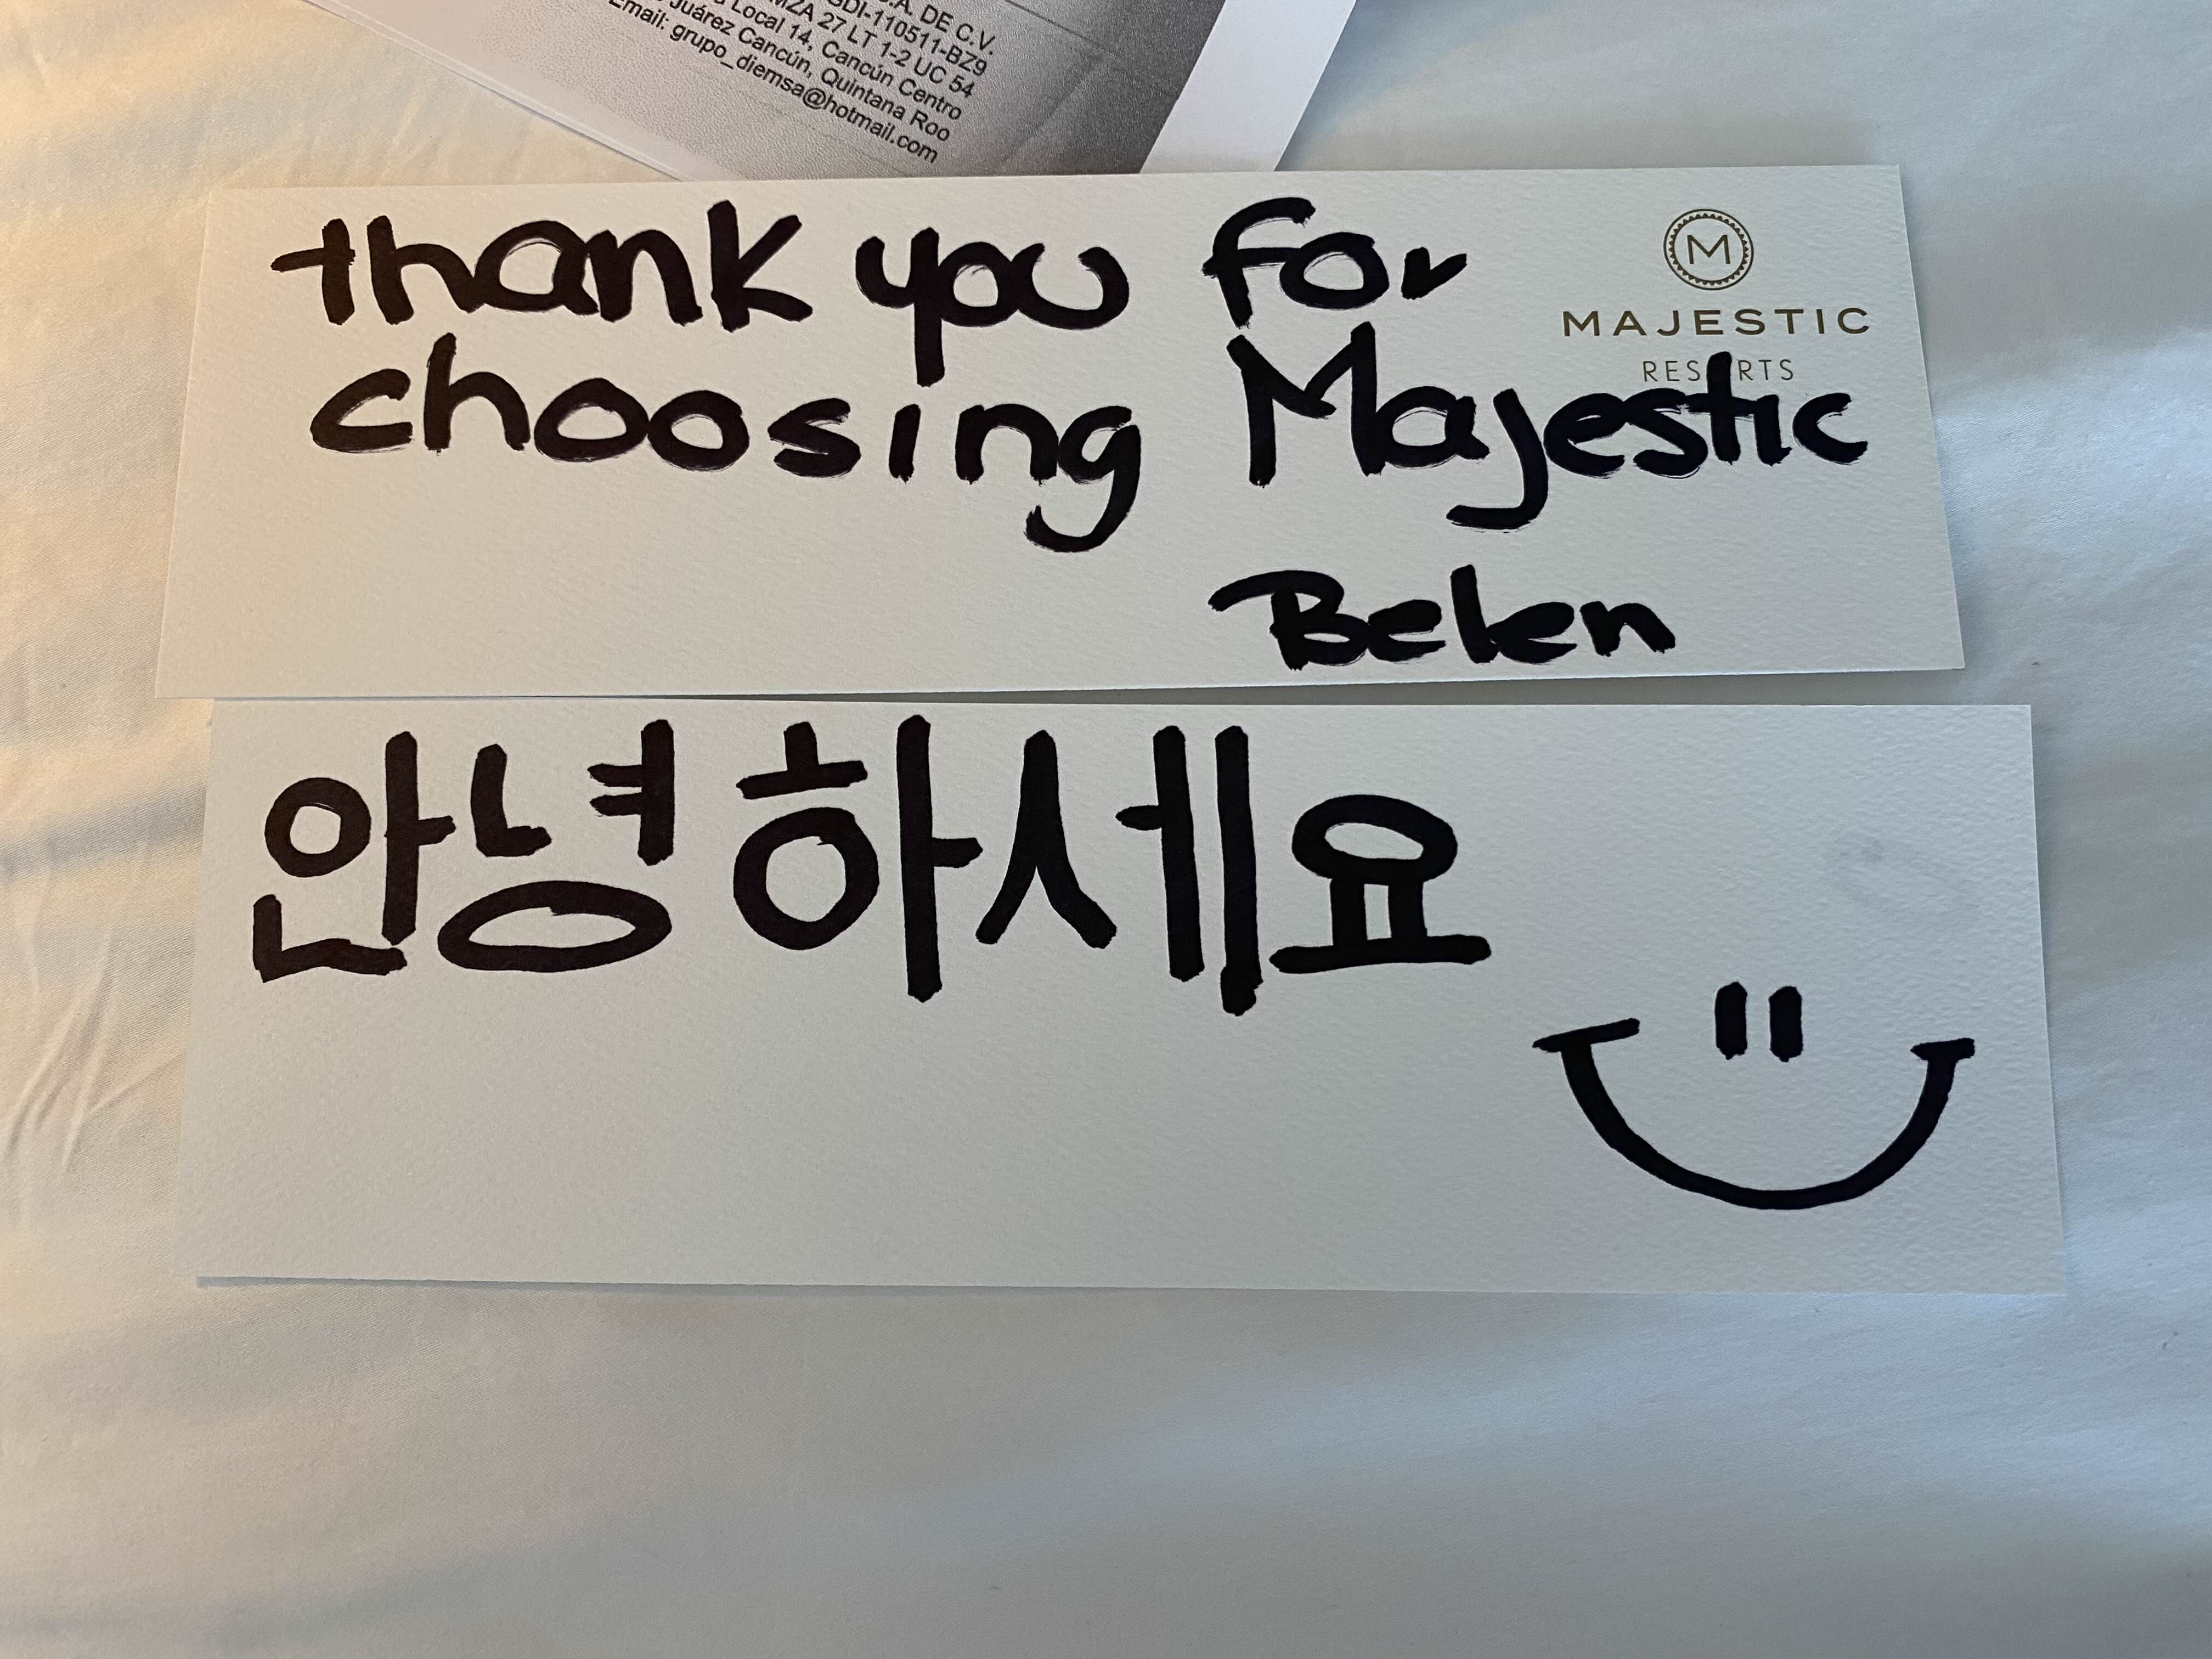 .A. DE C.V.
GDI-110511-BZ9
MZA 27 LT 1-2 UC 54
Local 14, Cancún Centro
Juárez Cancún, Quintana Roo
Email: grupo_diemsa@hotmail.com
M
MAJESTIC
RESORTS
thank you for
choosing Majestic
Belen
안녕하세요